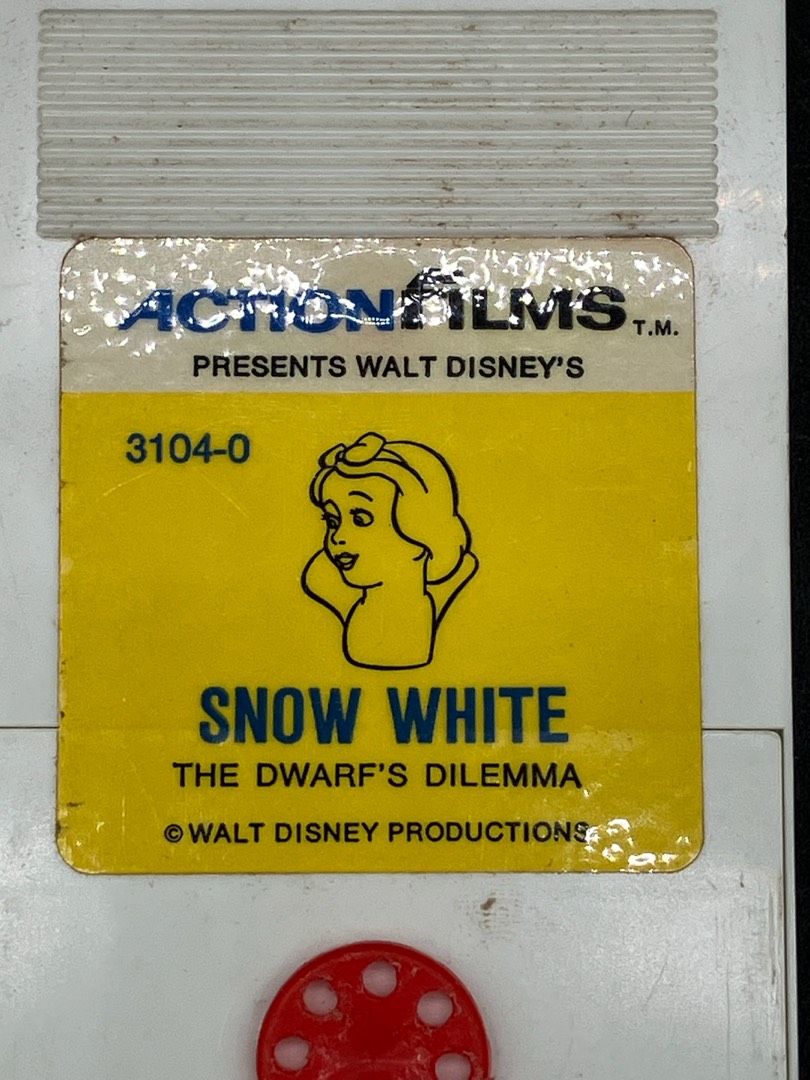 ACTION FILMS T.M.
PRESENTS WALT DISNEY'S
3104-0
SNOW WHITE
THE DWARF'S DILEMMA
© WALT DISNEY PRODUCTIONS